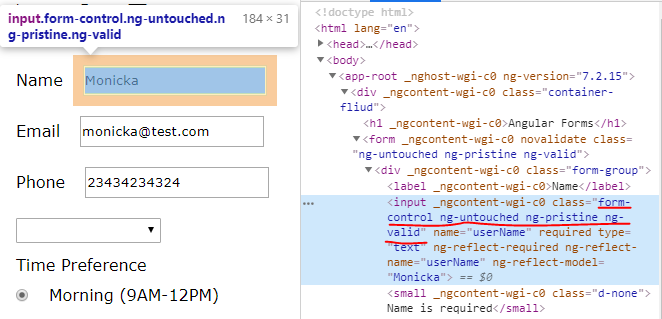 input.form-control.ng-untouched.n
g-pristine.ng-valid
184 × 31
Name
Monicka
Email
monicka@test.com
Phone
23434234324
Time Preference
Morning (9AM-12PM)
<!doctype html>
<html lang="en">
<head>…</head>
<body>
<app-root _nghost-wgi-c0 ng-version="7.2.15">
<div _ngcontent-wgi-c0 class="container-
fliud">
<h1 _ngcontent-wgi-c0>Angular Forms</h1>
<form _ngcontent-wgi-c0 novalidate class=
"ng-untouched ng-pristine ng-valid">
<div _ngcontent-wgi-c0 class="form-group">
<label _ngcontent-wgi-c0>Name</label>
<input _ngcontent-wgi-c0 class="form-
control ng-untouched ng-pristine ng-
valid" name="userName" required type=
"text" ng-reflect-required ng-reflect-
name="userName" ng-reflect-model=
"Monicka"> == $0
<small _ngcontent-wgi-c0 class="d-none">
Name is required</small>